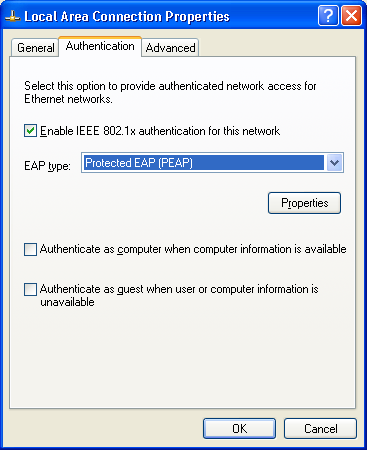 Local Area Connection Properties
General Authentication Advanced
Select this option to provide authenticated network access for
Ethernet networks.
Enable IEEE 802.1x authentication for this network
EAP type: Protected EAP (PEAP)
Properties
Authenticate as computer when computer information is available
Authenticate as guest when user or computer information is
unavailable
OK Cancel